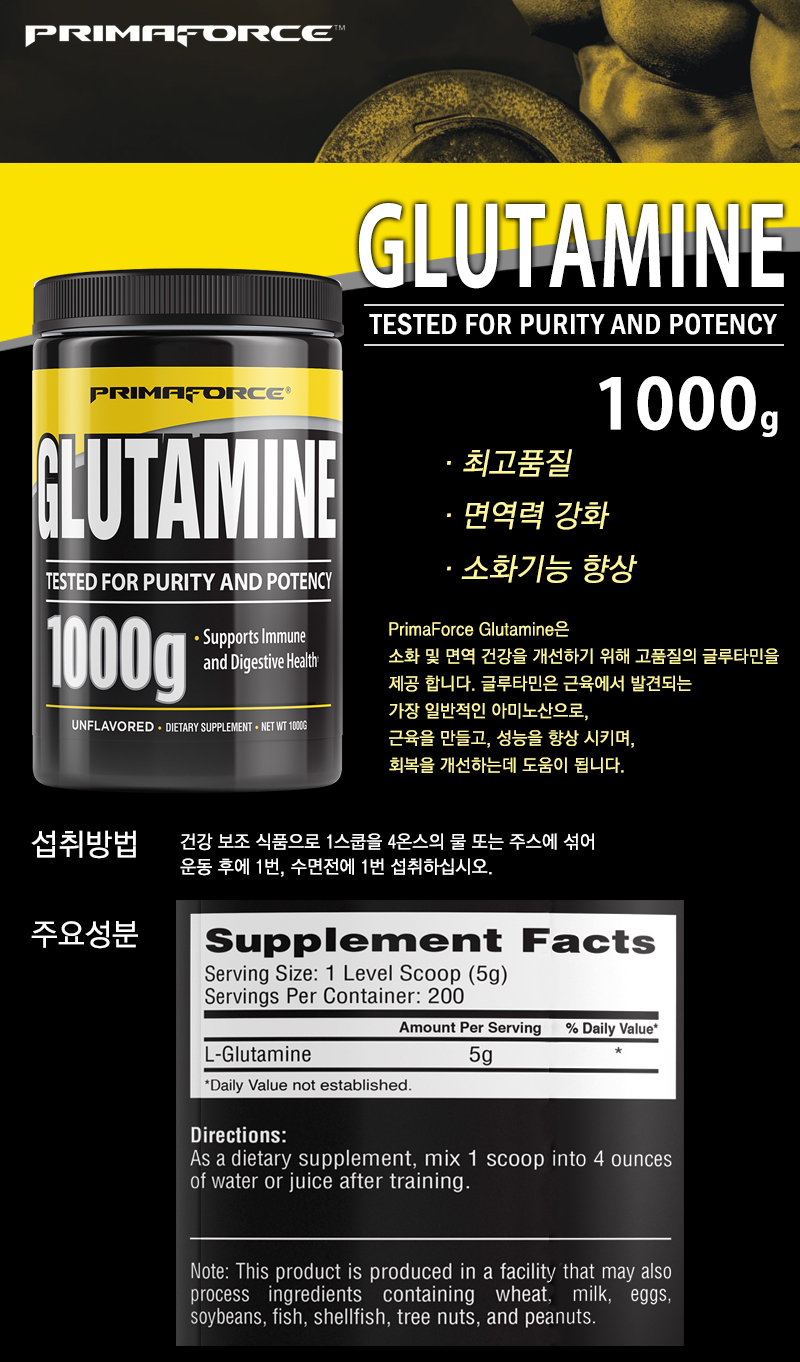 PRIMAFORCE™
GLUTAMINE
TESTED FOR PURITY AND POTENCY
1000g
· 최고품질
· 면역력 강화
· 소화기능 향상
PrimaForce Glutamine은
소화 및 면역 건강을 개선하기 위해 고품질의 글루타민을
제공 합니다. 글루타민은 근육에서 발견되는
가장 일반적인 아미노산으로,
근육을 만들고, 성능을 향상 시키며,
회복을 개선하는데 도움이 됩니다.
PRIMAFORCE®
GLUTAMINE
TESTED FOR PURITY AND POTENCY
1000g
• Supports Immune
and Digestive Health†
UNFLAVORED • DIETARY SUPPLEMENT • NET WT 1000G
섭취방법
건강 보조 식품으로 1스쿱을 4온스의 물 또는 주스에 섞어
운동 후에 1번, 수면전에 1번 섭취하십시오.
주요성분
Supplement Facts
Serving Size: 1 Level Scoop (5g)
Servings Per Container: 200
Amount Per Serving % Daily Value*
L-Glutamine 5g *
*Daily Value not established.
Directions:
As a dietary supplement, mix 1 scoop into 4 ounces
of water or juice after training.
Note: This product is produced in a facility that may also
process ingredients containing wheat, milk, eggs,
soybeans, fish, shellfish, tree nuts, and peanuts.